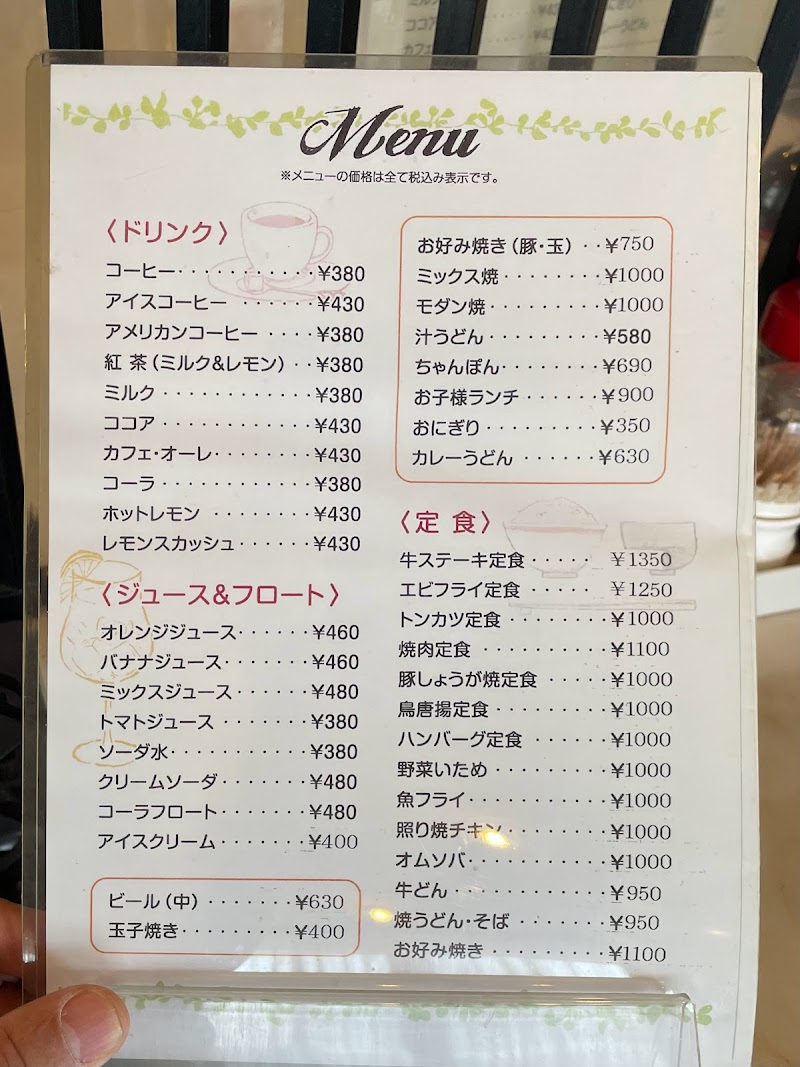 Menu
※メニューの価格は全て税込み表示です。
〈ドリンク〉
コーヒー・・・・・・・・・・・¥380
アイスコーヒー ・・・・・・¥430
アメリカンコーヒー ・・・・¥380
紅 茶（ミルク&レモン）・・¥380
ミルク・・・・・・・・・・・・¥380
ココア・・・・・・・・・・・・¥430
カフェ・オーレ・・・・・・・・¥430
コーラ・・・・・・・・・・・・¥380
ホットレモン ・・・・・・・・¥430
レモンスカッシュ・・・・・・¥430
〈ジュース&フロート〉
オレンジジュース・・・・・・¥460
バナナジュース・・・・・・・¥460
ミックスジュース・・・・・・¥480
トマトジュース ・・・・・・・¥380
ソーダ水・・・・・・・・・・・¥380
クリームソーダ・・・・・・・¥480
コーラフロート・・・・・・・¥480
アイスクリーム・・・・・・・¥400
ビール（中）・・・・・・・¥630
玉子焼き・・・・・・・・・¥400
お好み焼き（豚・玉）・・¥750
ミックス焼・・・・・・・・¥1000
モダン焼・・・・・・・・・¥1000
汁うどん・・・・・・・・・¥580
ちゃんぽん・・・・・・・・¥690
お子様ランチ・・・・・・¥900
おにぎり・・・・・・・・・¥350
カレーうどん ・・・・・・¥630
〈定 食〉
牛ステーキ定食・・・・・ ¥1350
エビフライ定食 ・・・・・ ¥1250
トンカツ定食・・・・・・・¥1000
焼肉定食 ・・・・・・・・・¥1100
豚しょうが焼定食 ・・・・・¥1000
鳥唐揚定食・・・・・・・・¥1000
ハンバーグ定食 ・・・・・・¥1000
野菜いため・・・・・・・・・¥1000
魚フライ・・・・・・・・・・¥1000
照り焼チキン・・・・・・・・¥1000
オムソバ・・・・・・・・・・¥1000
牛どん ・・・・・・・・・・・¥950
焼うどん・そば ・・・・・・・¥950
お好み焼き・・・・・・・・・¥1100